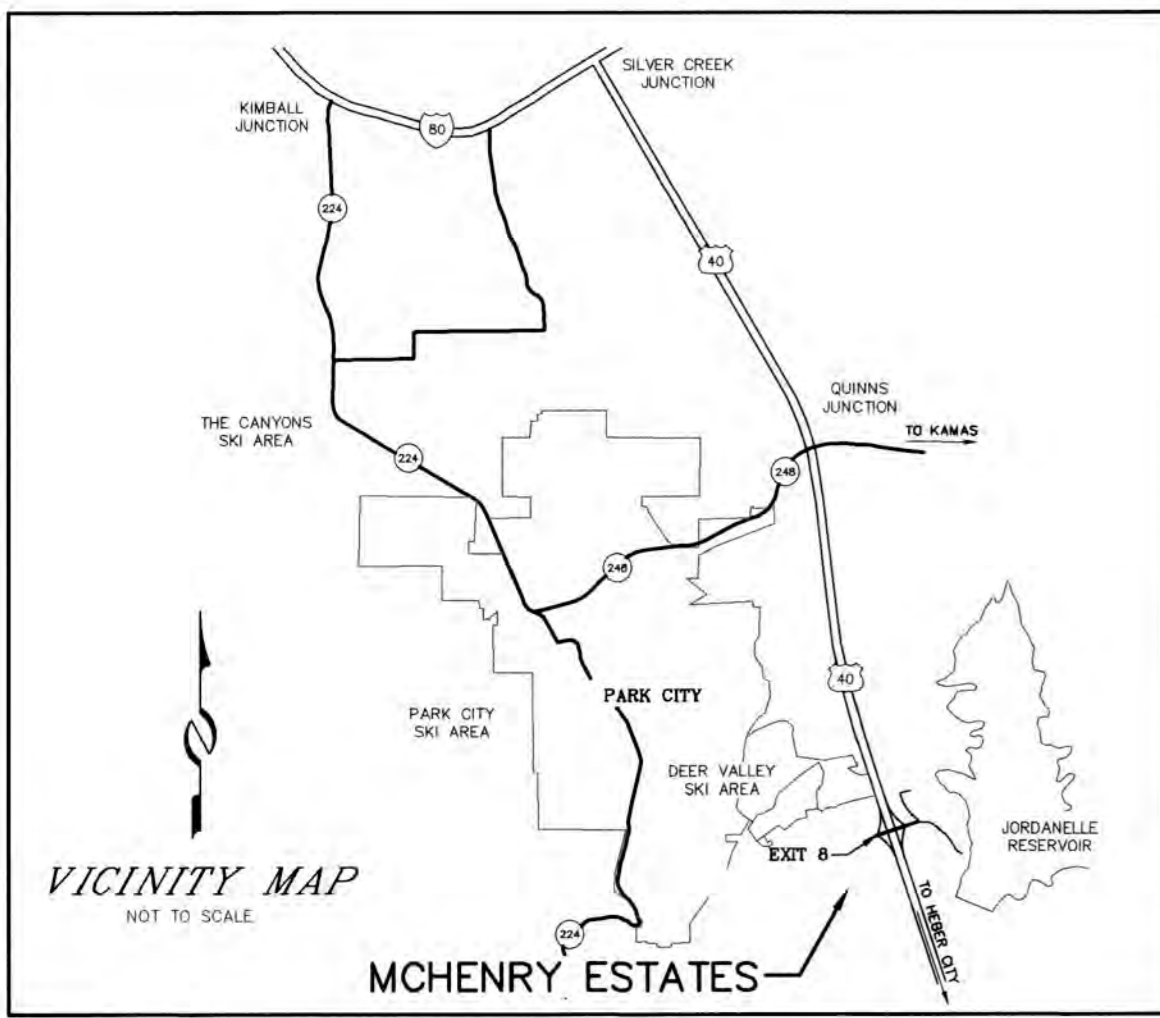 SILVER CREEK
JUNCTION
KIMBALL
JUNCTION
80
224
40
QUINNS
JUNCTION
TO KAMAS
THE CANYONS
SKI AREA
224
248
248
40
PARK CITY
PARK CITY
SKI AREA
DEER VALLEY
SKI AREA
JORDANELLE
RESERVOIR
EXIT 8
VICINITY MAP
NOT TO SCALE
TO HEBER CITY
224
MCHENRY ESTATES